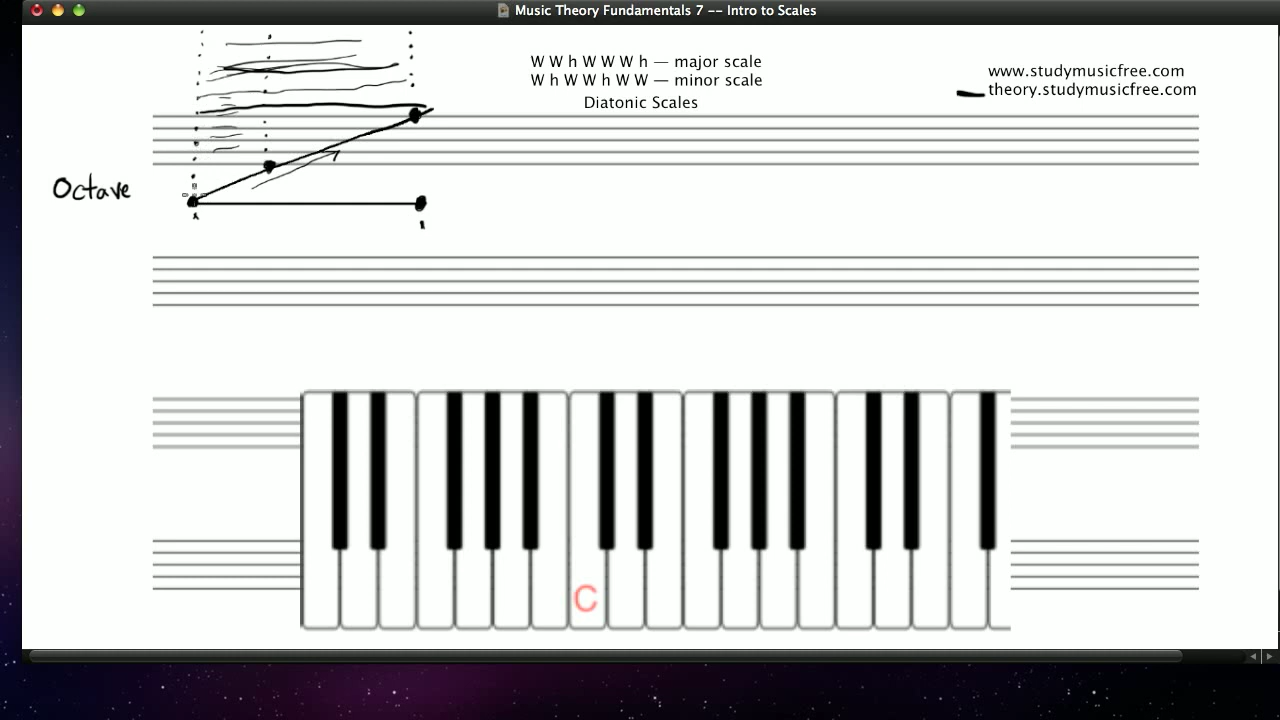 Music Theory Fundamentals 7 -- Intro to Scales
W W h W W W h — major scale
W h W W h W W — minor scale
Diatonic Scales
www.studymusicfree.com
theory.studymusicfree.com
Octave
C